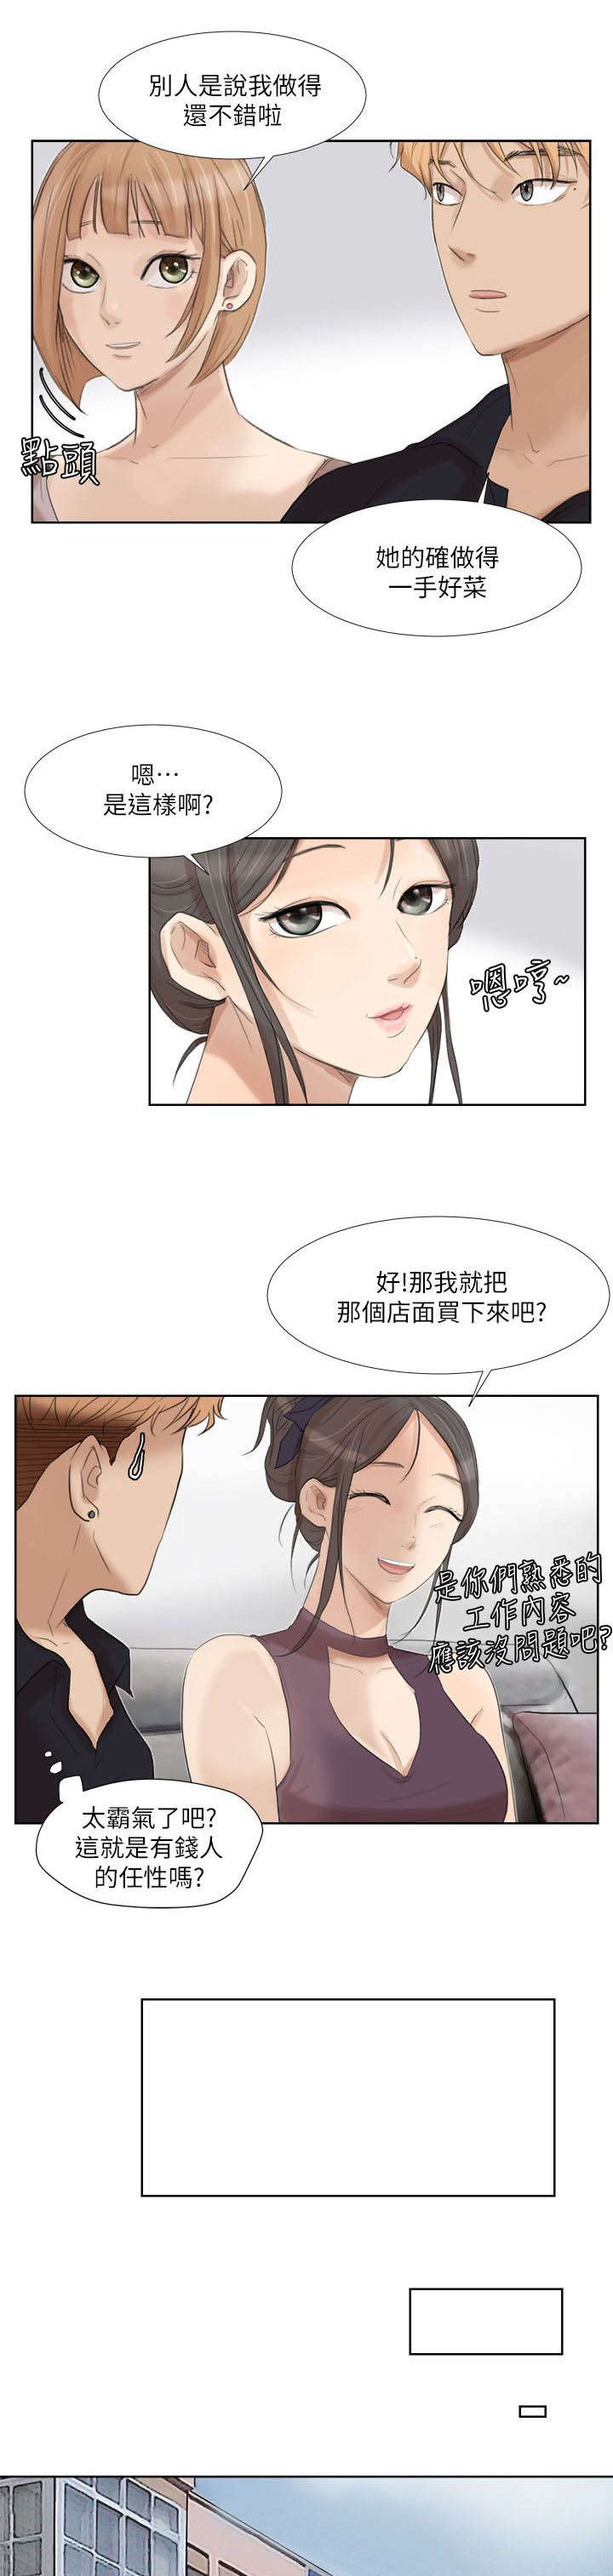 別人是說我做得
還不錯啦
點頭
她的確做得
一手好菜
嗯…
是這樣啊?
嗯哼~
好!那我就把
那個店面買下來吧?
是你們熟悉的
工作內容
應該沒問題吧?
太霸氣了吧?
這就是有錢人
的任性嗎?